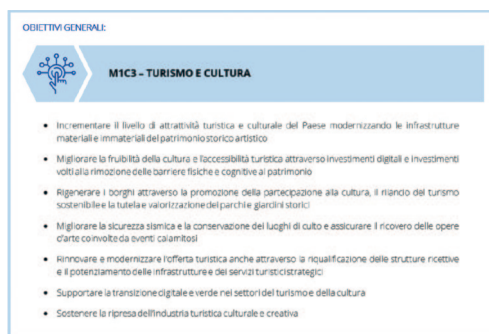 OBIETTIVI GENERALI:
M1C3 – TURISMO E CULTURA
• Incrementare il livello di attrattività turistica e culturale del Paese modernizzando le infrastrutture
materiali e immateriali del patrimonio storico artistico
• Migliorare la fruibilità della cultura e l'accessibilità turistica attraverso investimenti digitali e investimenti
volti alla rimozione delle barriere fisiche e cognitive al patrimonio
• Rigenerare i borghi attraverso la promozione della partecipazione alla cultura, il rilancio del turismo
sostenibile e la tutela e valorizzazione dei parchi e giardini storici
• Migliorare la sicurezza sismica e la conservazione dei luoghi di culto e assicurare il ricovero delle opere
d'arte coinvolte da eventi calamitosi
• Rinnovare e modernizzare l'offerta turistica anche attraverso la riqualificazione delle strutture ricettive
e il potenziamento delle infrastrutture e dei servizi turistici strategici
• Supportare la transizione digitale e verde nei settori del turismo e della cultura
• Sostenere la ripresa dell'industria turistica culturale e creativa